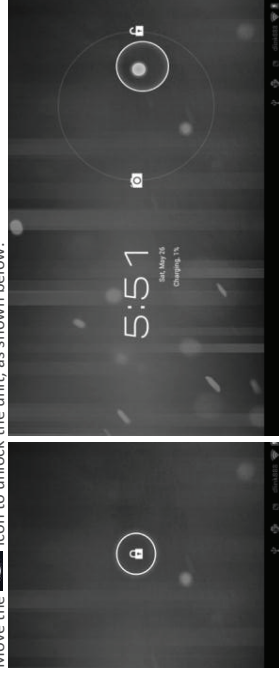 Move the icon to unlock the unit, as shown below:
5:51
Sat, May 26
Charging, 1%